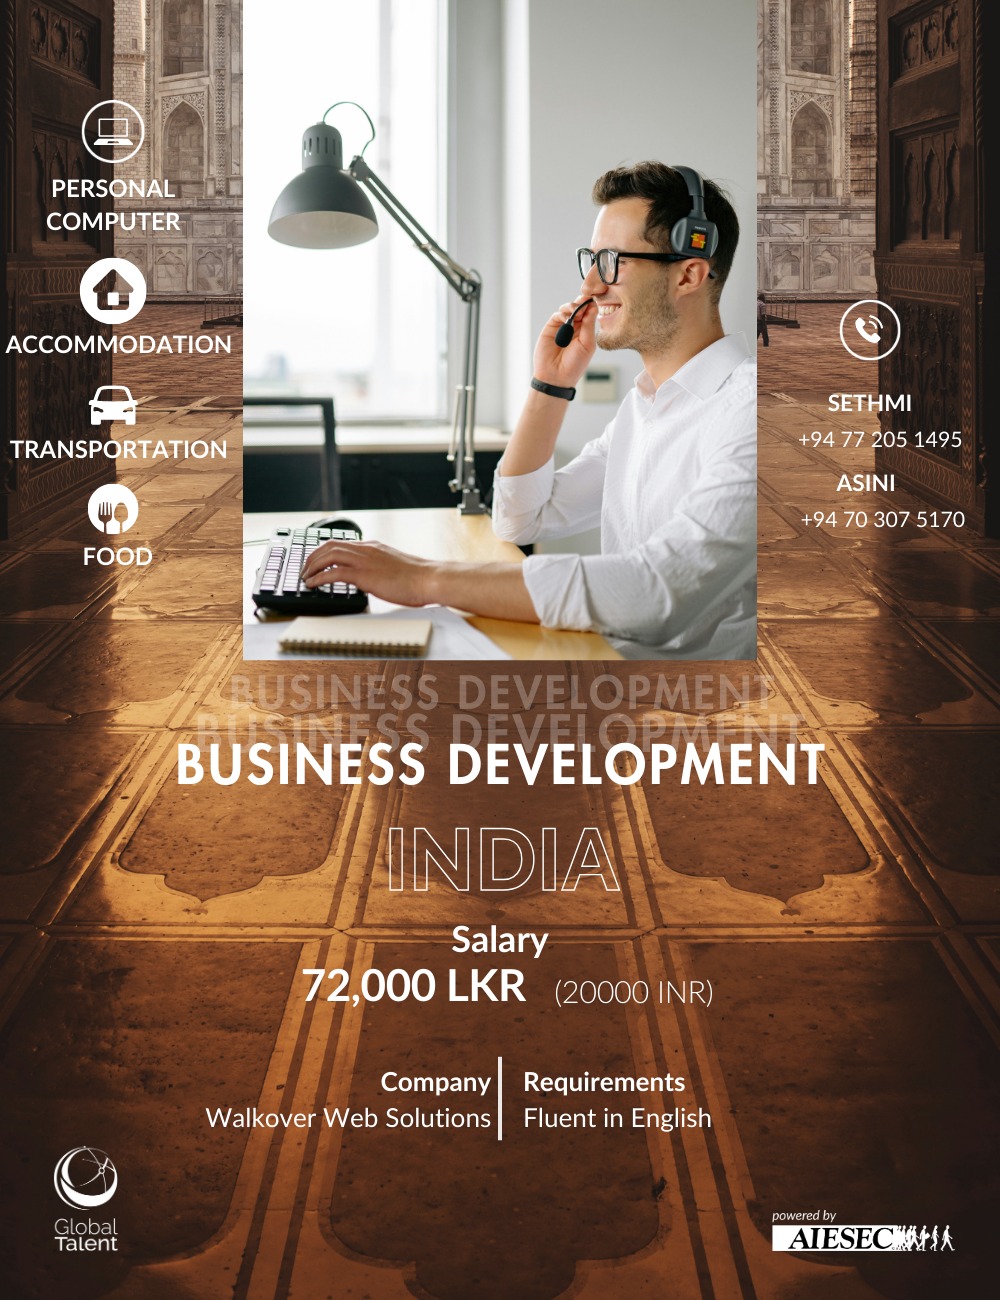 PERSONAL
COMPUTER
ACCOMMODATION
TRANSPORTATION
FOOD
SETHMI
+94 77 205 1495
ASINI
+94 70 307 5170
BUSINESS DEVELOPMENT
BUSINESS DEVELOPMENT
BUSINESS DEVELOPMENT
INDIA
Salary
72,000 LKR (20000 INR)
Company
Walkover Web Solutions
Requirements
Fluent in English
Global
Talent
powered by
AIESEC